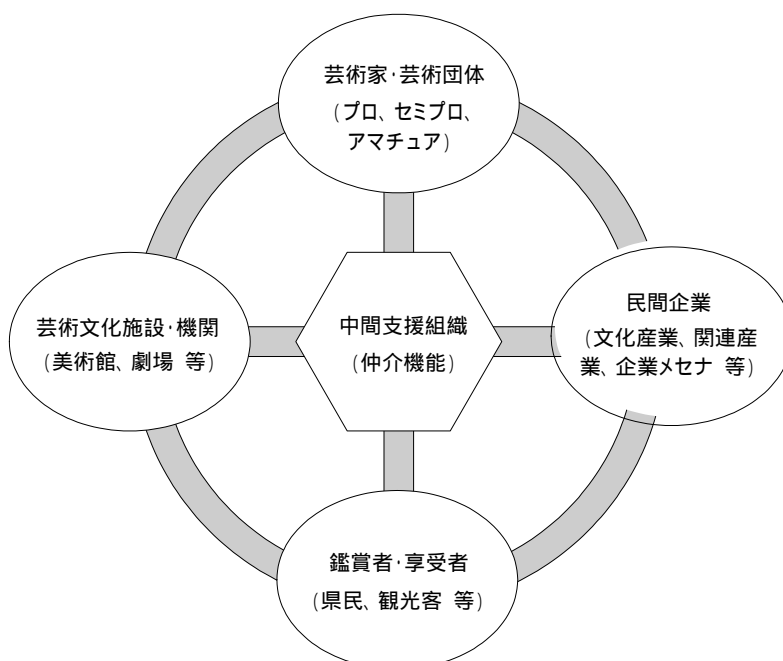 芸術家・芸術団体
(プロ、セミプロ、
アマチュア)
芸術文化施設・機関
(美術館、劇場 等)
中間支援組織
(仲介機能)
民間企業
(文化産業、関連産
業、企業メセナ 等)
鑑賞者・享受者
(県民、観光客 等)